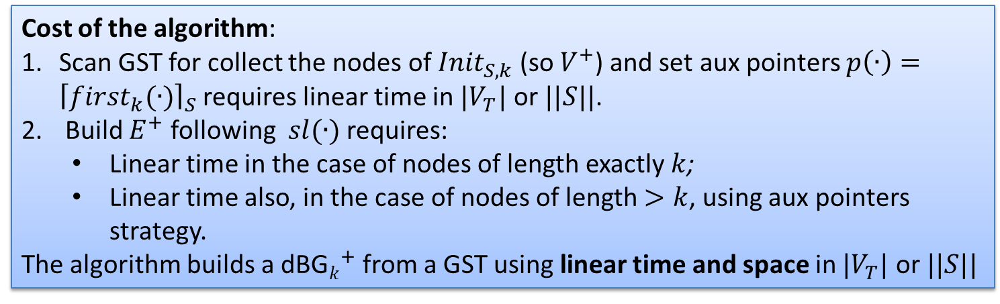 Cost of the algorithm:
1. Scan GST for collect the nodes of $Init_{S,k}$ (so $V^+$) and set aux pointers $p(\cdot) =$
$\lceil first_k(\cdot) \rceil_S$ requires linear time in $|V_T|$ or $||S||$.
2. Build $E^+$ following $sl(\cdot)$ requires:
• Linear time in the case of nodes of length exactly $k$;
• Linear time also, in the case of nodes of length $> k$, using aux pointers
strategy.
The algorithm builds a $dBG_k^+$ from a GST using linear time and space in $|V_T|$ or $||S||$